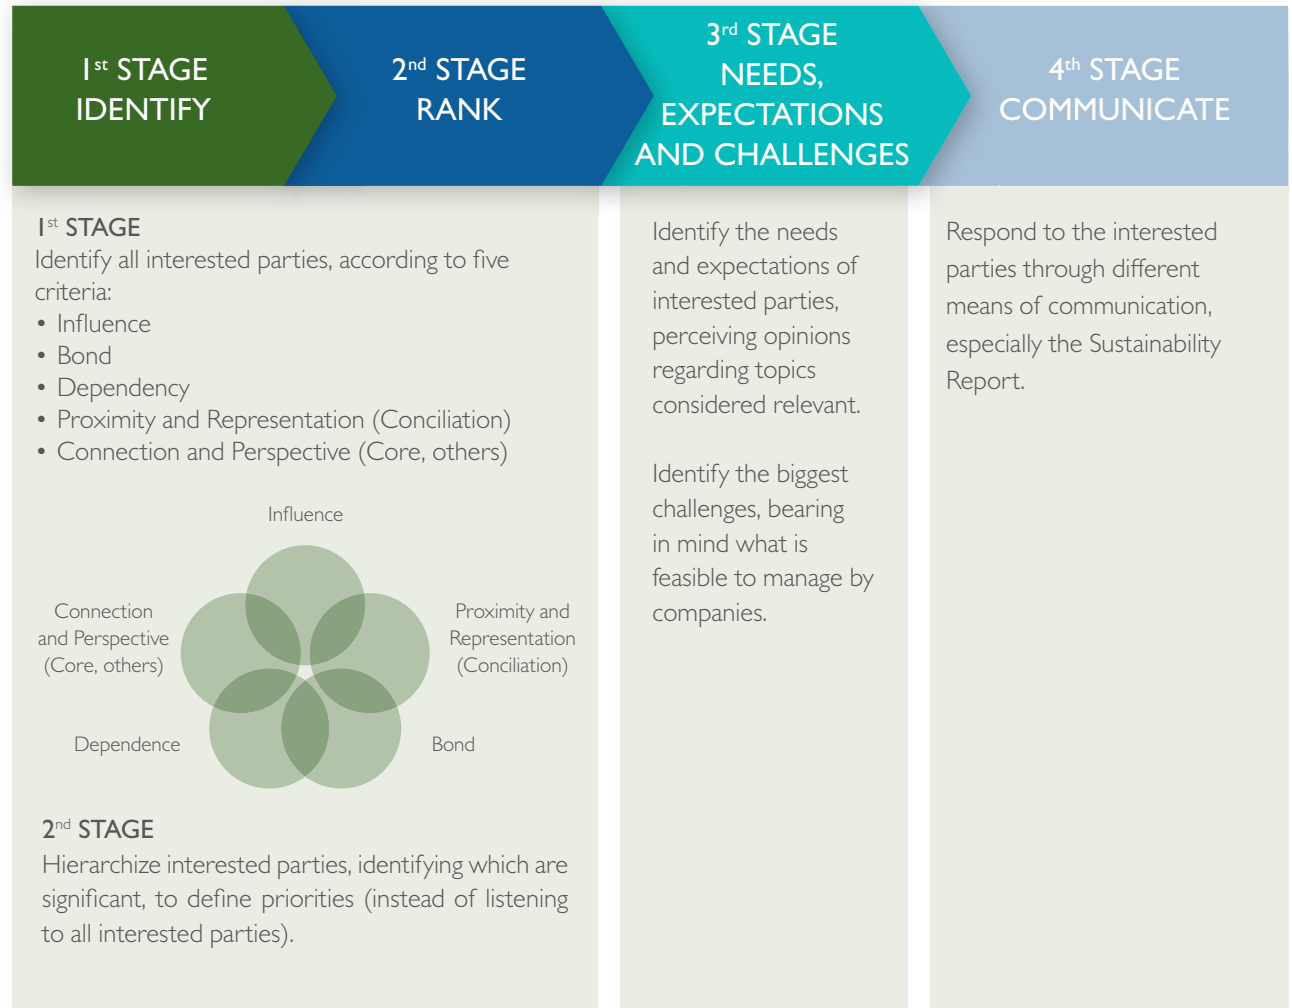 1st STAGE
IDENTIFY
2nd STAGE
RANK
3rd STAGE
NEEDS,
EXPECTATIONS
AND CHALLENGES
4th STAGE
COMMUNICATE
1st STAGE
Identify all interested parties, according to five
criteria:
• Influence
• Bond
• Dependency
• Proximity and Representation (Conciliation)
• Connection and Perspective (Core, others)
Influence
Connection
and Perspective
(Core, others)
Proximity and
Representation
(Conciliation)
Dependence
Bond
2nd STAGE
Hierarchize interested parties, identifying which are
significant, to define priorities (instead of listening
to all interested parties).
Identify the needs
and expectations of
interested parties,
perceiving opinions
regarding topics
considered relevant.
Identify the biggest
challenges, bearing
in mind what is
feasible to manage by
companies.
Respond to the interested
parties through different
means of communication,
especially the Sustainability
Report.